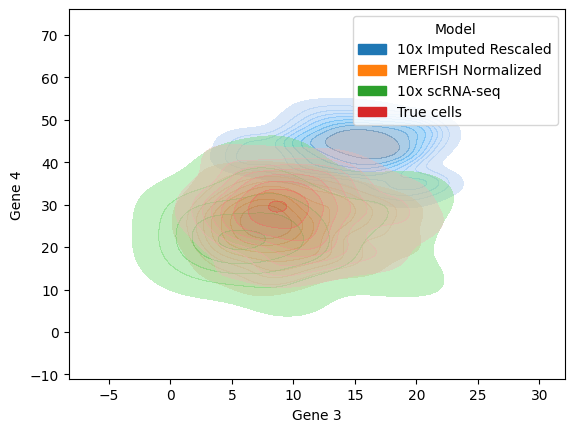 Model
10x Imputed Rescaled
MERFISH Normalized
10x scRNA-seq
True cells
70
60
50
40
30
20
10
0
−10
Gene 4
−5
0
5
10
15
20
25
30
Gene 3